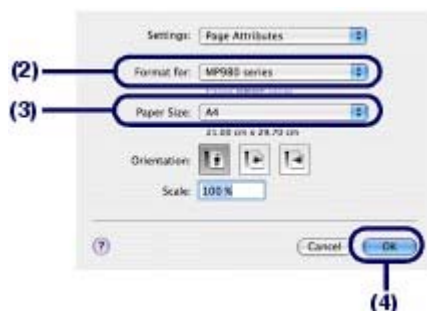 Settings: Page Attributes
(2) Format for: MP980 series
(3) Paper Size: A4
21.00 cm x 29.70 cm
Orientation:
Scale: 100 %
? Cancel OK
(4)